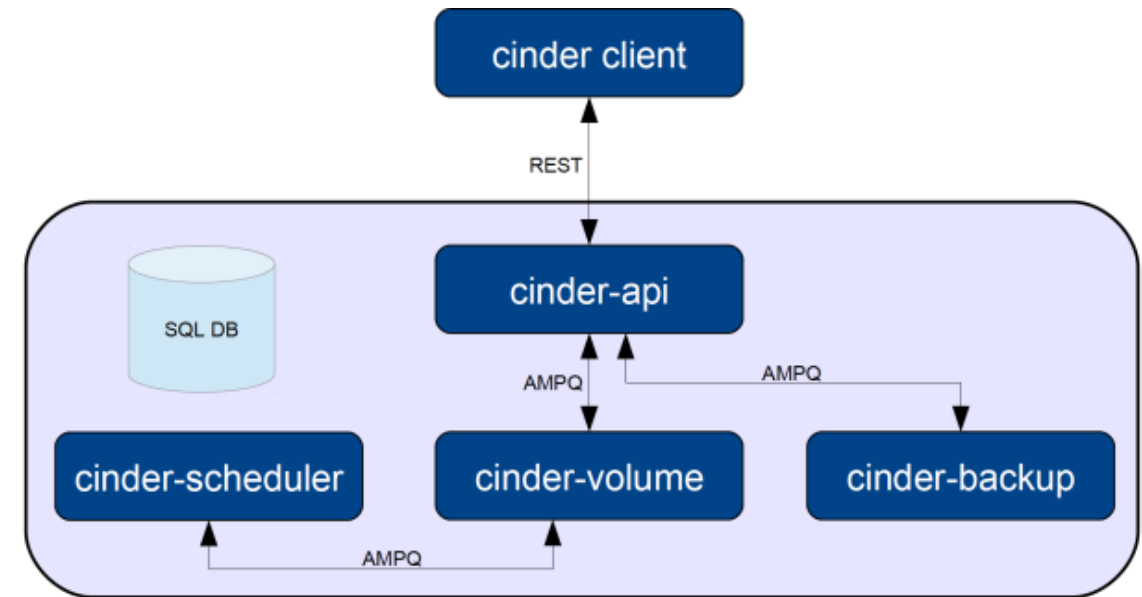 cinder client
REST
cinder-api
SQL DB
AMPQ
AMPQ
cinder-scheduler
cinder-volume
cinder-backup
AMPQ